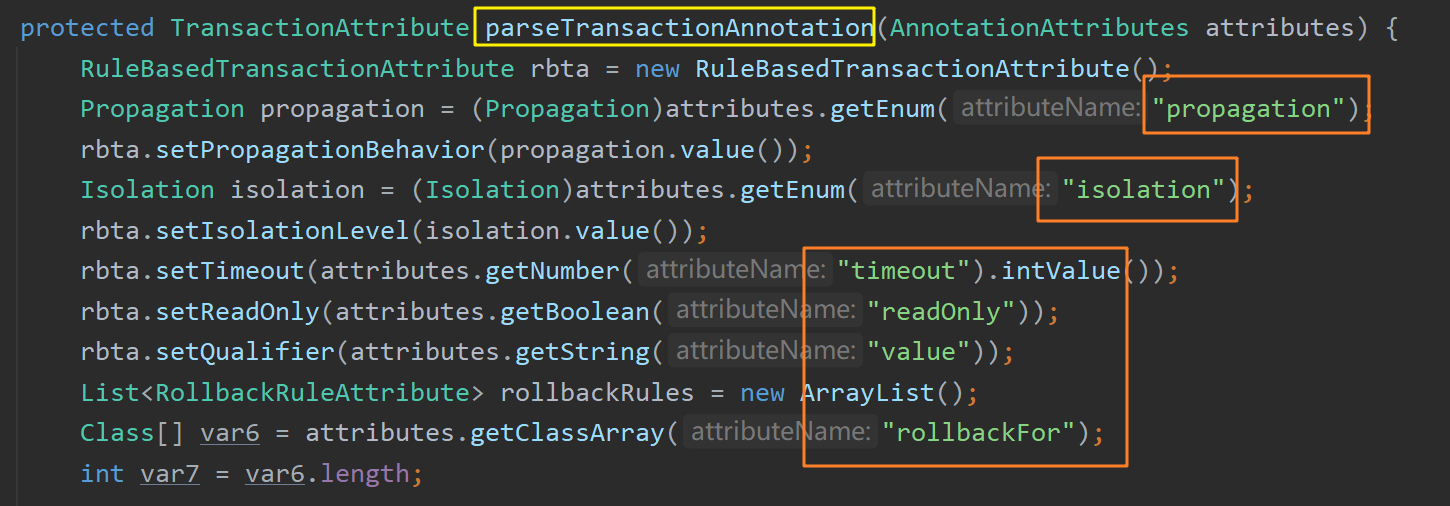 protected TransactionAttribute parseTransactionAnnotation(AnnotationAttributes attributes) {
RuleBasedTransactionAttribute rbta = new RuleBasedTransactionAttribute();
Propagation propagation = (Propagation)attributes.getEnum( attributeName: "propagation");
rbta.setPropagationBehavior(propagation.value());
Isolation isolation = (Isolation)attributes.getEnum( attributeName: "isolation");
rbta.setIsolationLevel(isolation.value());
rbta.setTimeout(attributes.getNumber( attributeName: "timeout").intValue());
rbta.setReadOnly(attributes.getBoolean( attributeName: "readOnly"));
rbta.setQualifier(attributes.getString( attributeName: "value"));
List<RollbackRuleAttribute> rollbackRules = new ArrayList();
Class[] var6 = attributes.getClassArray( attributeName: "rollbackFor");
int var7 = var6.length;